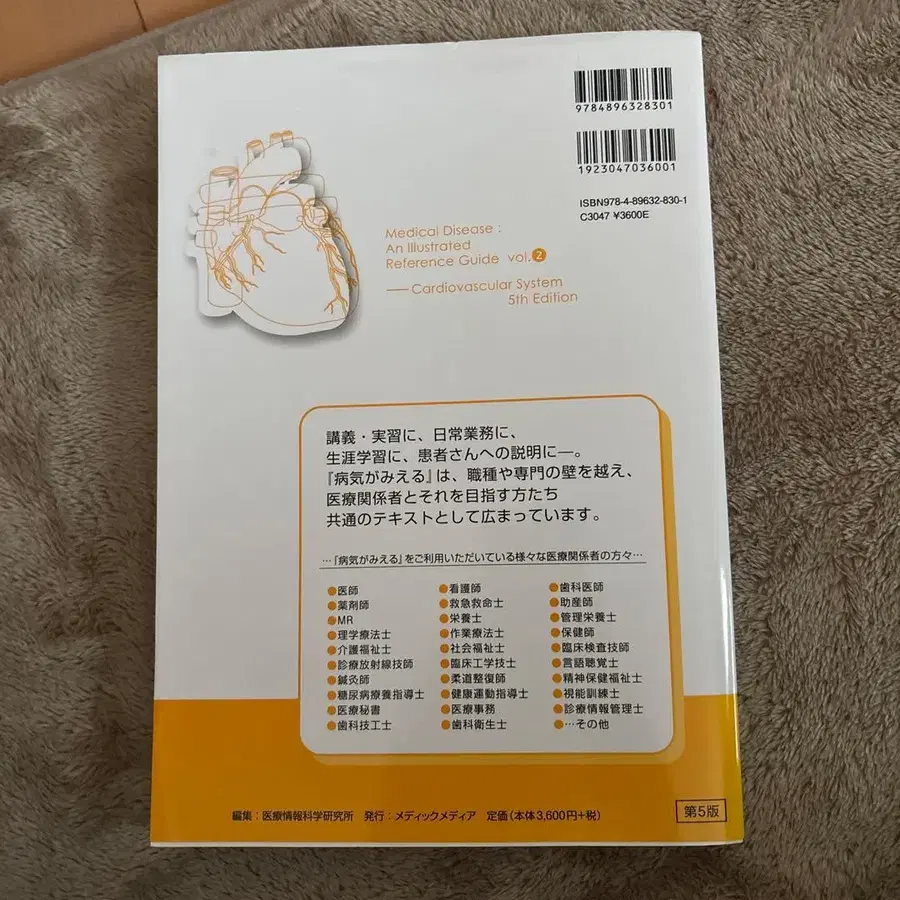 9784896328301
1923047036001
ISBN978-4-89632-830-1
C3047 ¥3600E
Medical Disease :
An Illustrated
Reference Guide vol.2
—Cardiovascular System
5th Edition
講義・実習に、日常業務に、
生涯学習に、患者さんへの説明に―。
『病気がみえる』は、職種や専門の壁を越え、
医療関係者とそれを目指す方たち
共通のテキストとして広まっています。
…『病気がみえる』をご利用いただいている様々な医療関係者の方々…
●医師 ●看護師 ●歯科医師
●薬剤師 ●救急救命士 ●助産師
●MR ●栄養士 ●管理栄養士
●理学療法士 ●作業療法士 ●保健師
●介護福祉士 ●社会福祉士 ●臨床検査技師
●診療放射線技師 ●臨床工学技士 ●言語聴覚士
●鍼灸師 ●柔道整復師 ●精神保健福祉士
●糖尿病療養指導士 ●健康運動指導士 ●視能訓練士
●医療秘書 ●医療事務 ●診療情報管理士
●歯科技工士 ●歯科衛生士 ●…その他
編集：医療情報科学研究所 発行：メディックメディア 定価（本体3,600円+税）
第5版